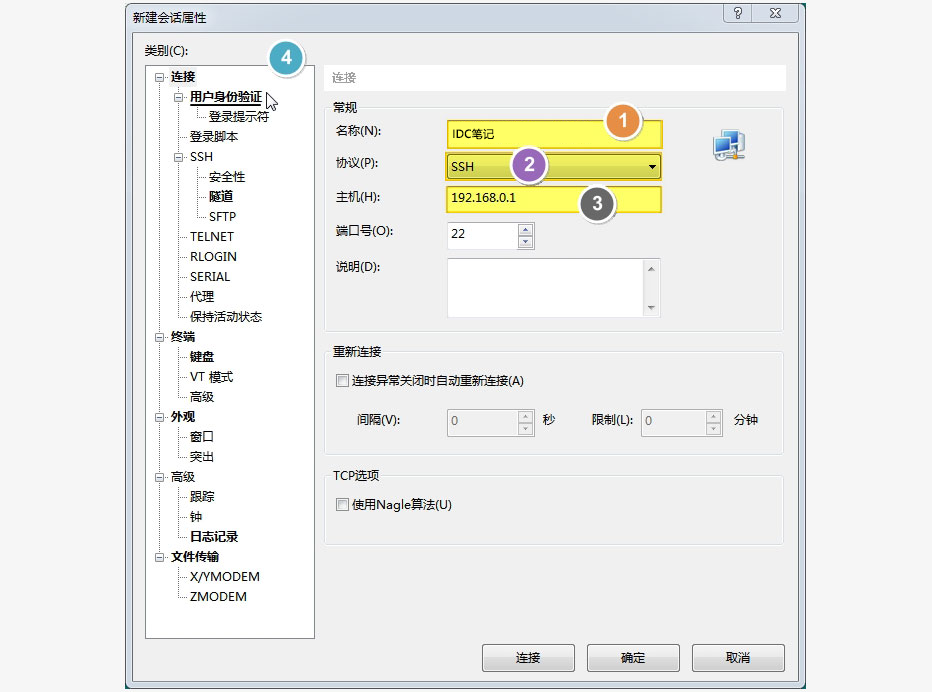 新建会话属性
?
类别(C):
4
连接
用户身份验证
登录提示符
登录脚本
SSH
安全性
隧道
SFTP
TELNET
RLOGIN
SERIAL
代理
保持活动状态
终端
键盘
VT 模式
高级
外观
窗口
突出
高级
跟踪
钟
日志记录
文件传输
X/YMODEM
ZMODEM
连接
常规
名称(N): IDC笔记 1
协议(P): SSH 2
主机(H): 192.168.0.1 3
端口号(O): 22
说明(D):
重新连接
连接异常关闭时自动重新连接(A)
间隔(V): 0 秒 限制(L): 0 分钟
TCP选项
使用Nagle算法(U)
连接 确定 取消